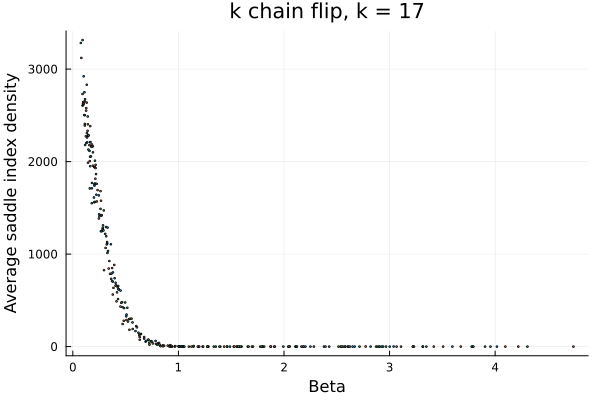 k chain flip, k = 17
Average saddle index density
3000
2000
1000
0
0 1 2 3 4
Beta